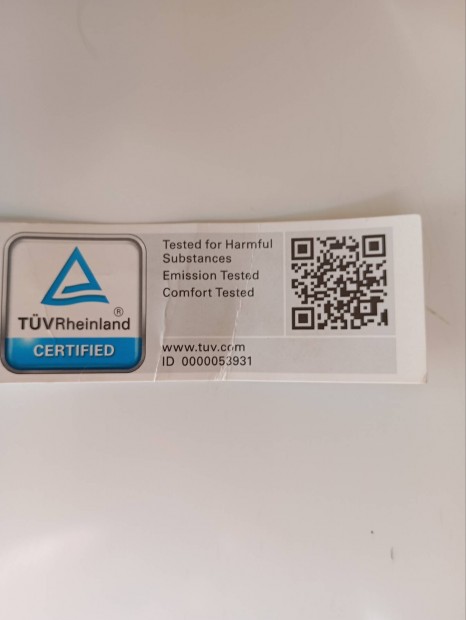 TÜVRheinland®
CERTIFIED
Tested for Harmful
Substances
Emission Tested
Comfort Tested
www.tuv.com
ID 0000053931